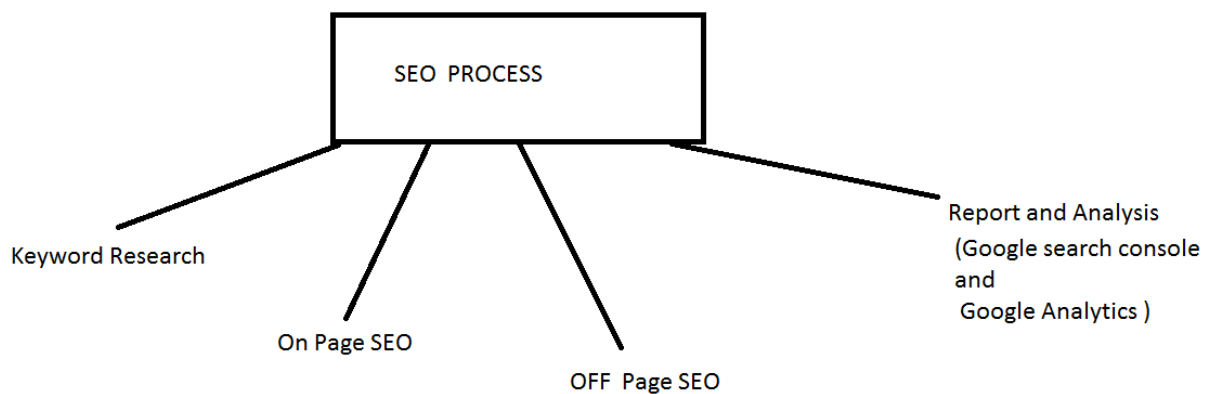 SEO  PROCESS
Keyword Research
On Page SEO
OFF  Page SEO
Report and Analysis
(Google search console
and
Google Analytics )